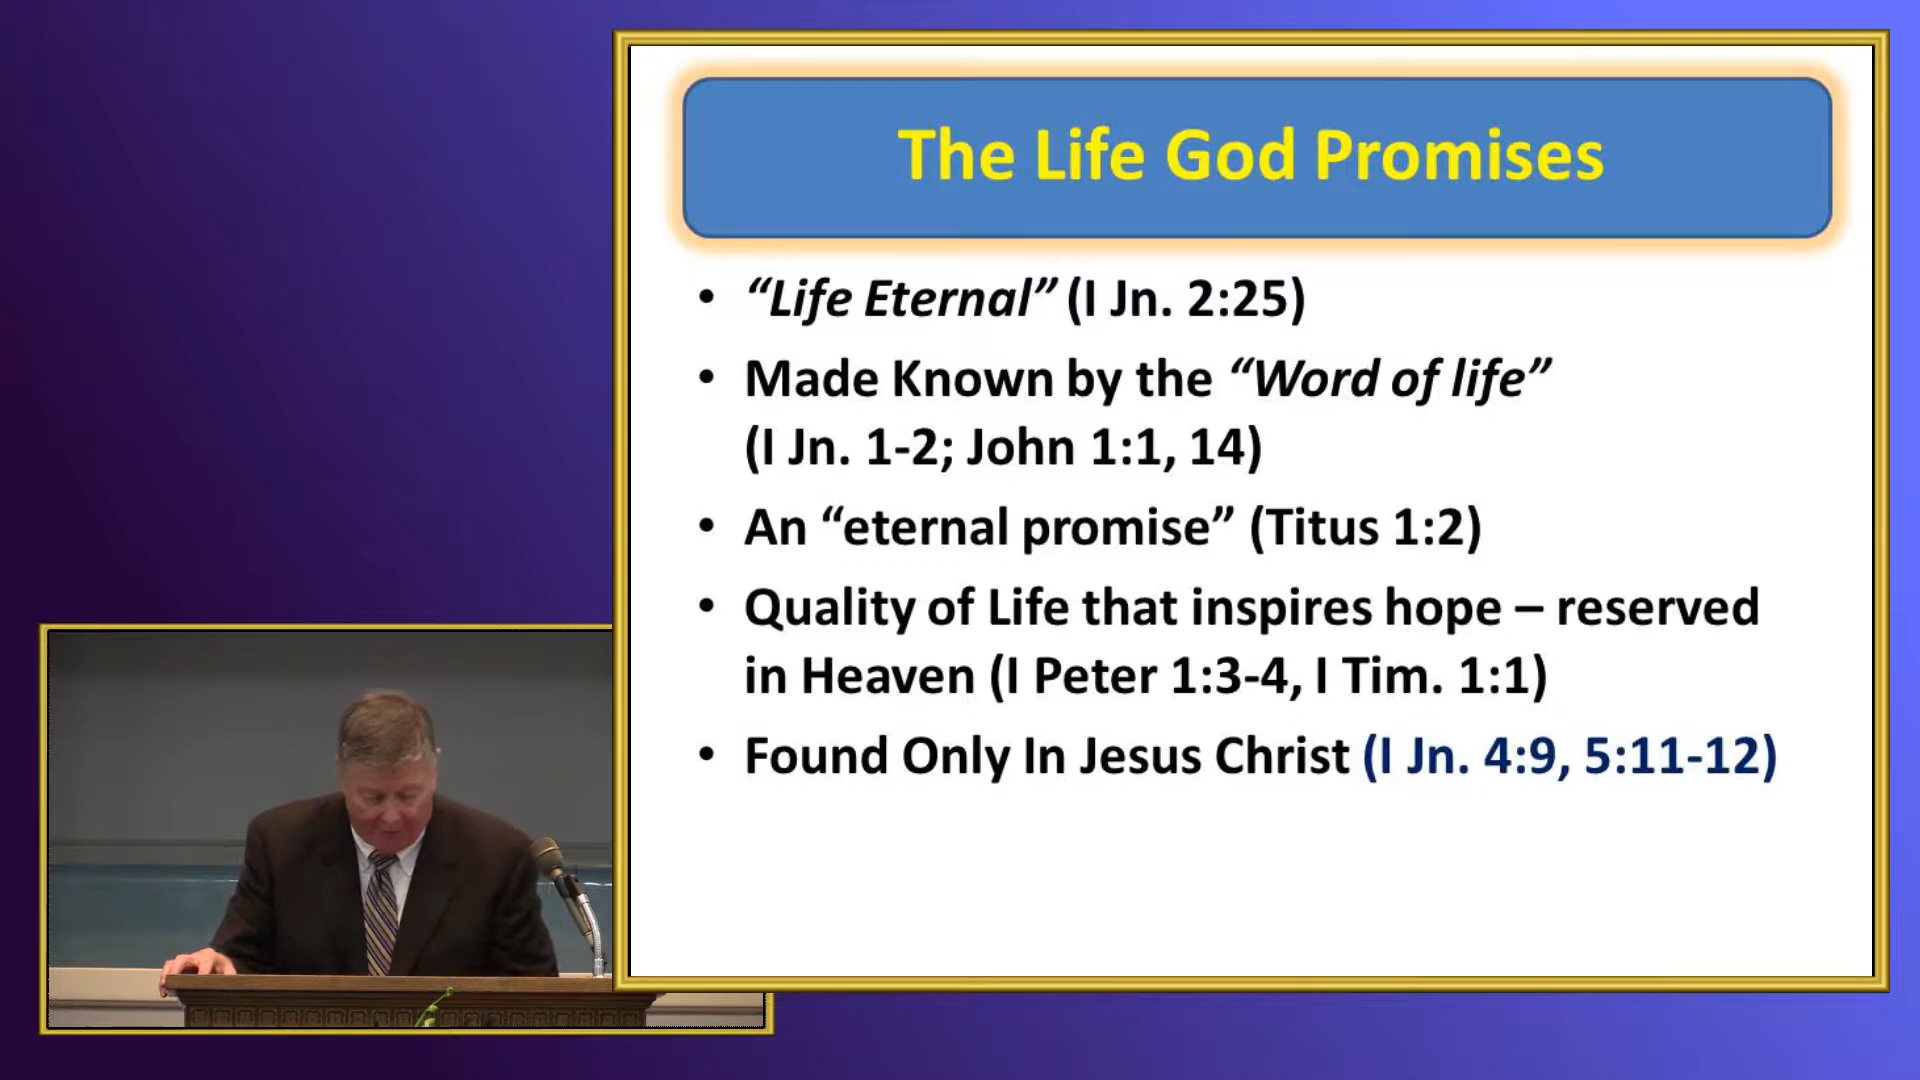 The Life God Promises
• “Life Eternal” (I Jn. 2:25)
• Made Known by the “Word of life”
(I Jn. 1-2; John 1:1, 14)
• An “eternal promise” (Titus 1:2)
• Quality of Life that inspires hope – reserved
in Heaven (I Peter 1:3-4, I Tim. 1:1)
• Found Only In Jesus Christ (I Jn. 4:9, 5:11-12)